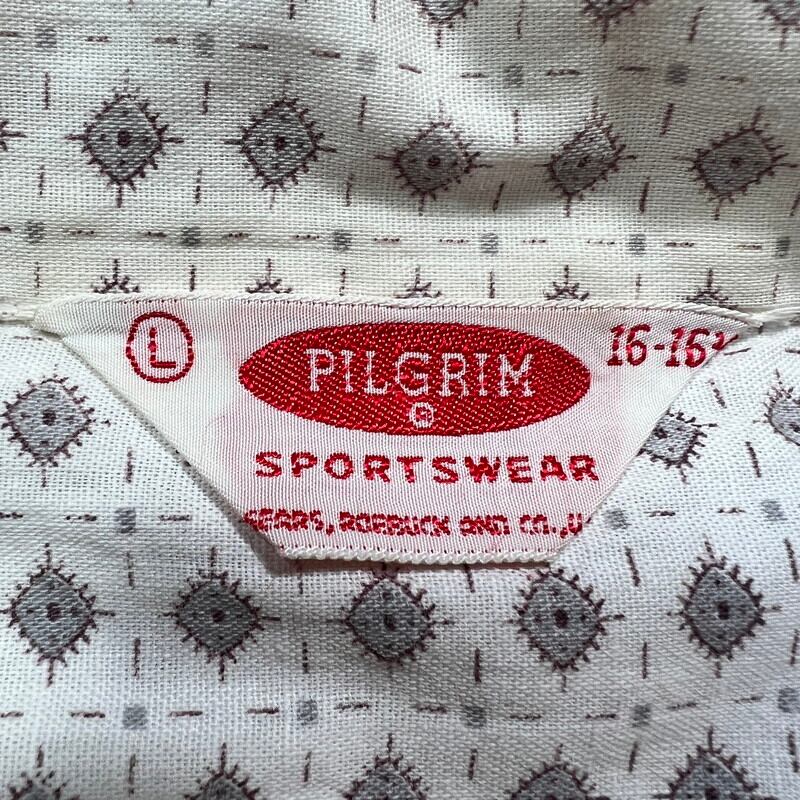 L
PILGRIM
®
16-16½
SPORTSWEAR
SEARS, ROEBUCK AND CO., U